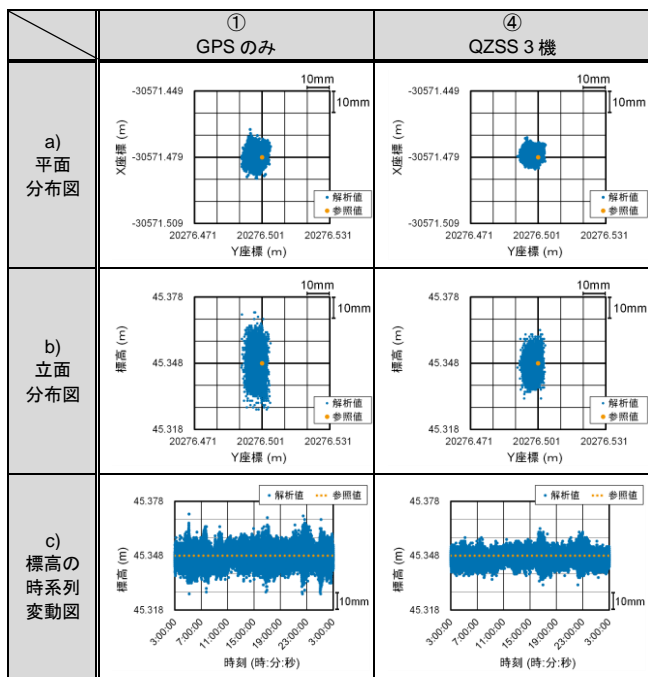 ①
GPS のみ
④
QZSS 3 機
a)
平面
分布図
10mm
10mm
-30571.449
-30571.479
-30571.509
X座標 (m)
解析値
参照値
20276.471
20276.501
20276.531
Y座標 (m)
10mm
10mm
-30571.449
-30571.479
-30571.509
X座標 (m)
解析値
参照値
20276.471
20276.501
20276.531
Y座標 (m)
b)
立面
分布図
10mm
10mm
45.378
45.348
45.318
標高 (m)
解析値
参照値
20276.471
20276.501
20276.531
Y座標 (m)
10mm
10mm
45.378
45.348
45.318
標高 (m)
解析値
参照値
20276.471
20276.501
20276.531
Y座標 (m)
c)
標高の
時系列
変動図
解析値 参照値
45.378
45.348
45.318
標高 (m)
10mm
3:00:00
7:00:00
11:00:00
15:00:00
19:00:00
23:00:00
3:00:00
時刻 (時:分:秒)
解析値 参照値
45.378
45.348
45.318
標高 (m)
10mm
3:00:00
7:00:00
11:00:00
15:00:00
19:00:00
23:00:00
3:00:00
時刻 (時:分:秒)